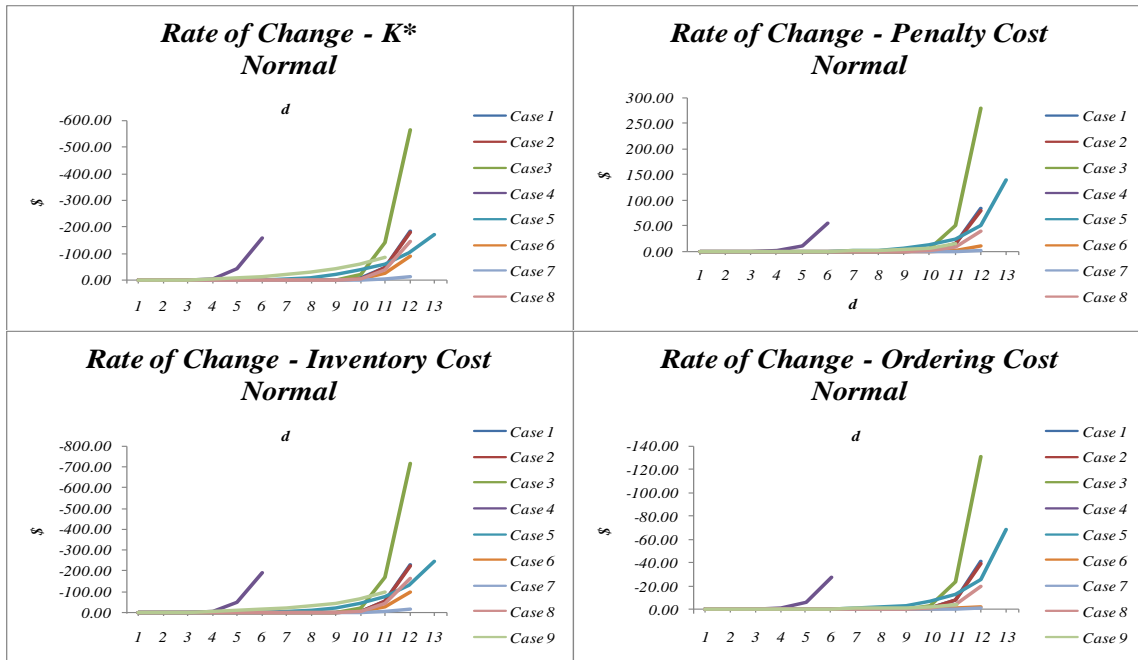 Rate of Change - K*
Normal
d
-600.00
-500.00
-400.00
-300.00
-200.00
-100.00
0.00
$
1 2 3 4 5 6 7 8 9 10 11 12 13
Case 1
Case 2
Case3
Case 4
Case 5
Case 6
Case 7
Case 8
Rate of Change - Penalty Cost
Normal
300.00
250.00
200.00
150.00
100.00
50.00
0.00
$
1 2 3 4 5 6 7 8 9 10 11 12 13
d
Case 1
Case 2
Case 3
Case 4
Case 5
Case 6
Case 7
Case 8
Rate of Change - Inventory Cost
Normal
d
-800.00
-700.00
-600.00
-500.00
-400.00
-300.00
-200.00
-100.00
0.00
$
1 2 3 4 5 6 7 8 9 10 11 12 13
Case 1
Case 2
Case 3
Case 4
Case 5
Case 6
Case 7
Case 8
Case 9
Rate of Change - Ordering Cost
Normal
d
-140.00
-120.00
-100.00
-80.00
-60.00
-40.00
-20.00
0.00
$
1 2 3 4 5 6 7 8 9 10 11 12 13
Case 1
Case 2
Case 3
Case 4
Case 5
Case 6
Case 7
Case 8
Case 9